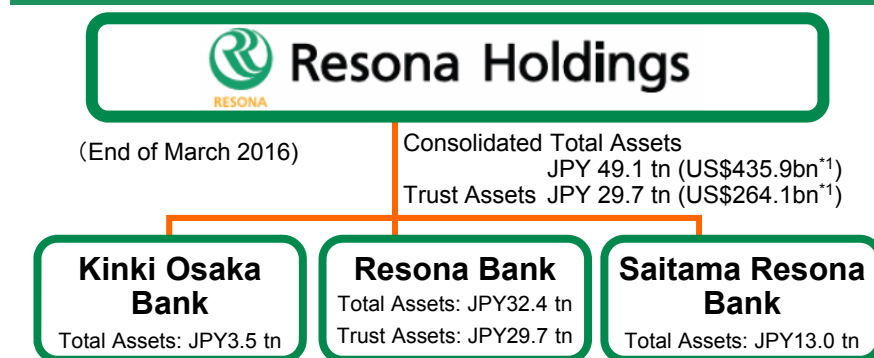 Resona Holdings
RESONA
（End of March 2016)
Consolidated Total Assets
JPY 49.1 tn (US$435.9bn*1)
Trust Assets JPY 29.7 tn (US$264.1bn*1)
Kinki Osaka
Bank
Total Assets: JPY3.5 tn
Resona Bank
Total Assets: JPY32.4 tn
Trust Assets: JPY29.7 tn
Saitama Resona
Bank
Total Assets: JPY13.0 tn